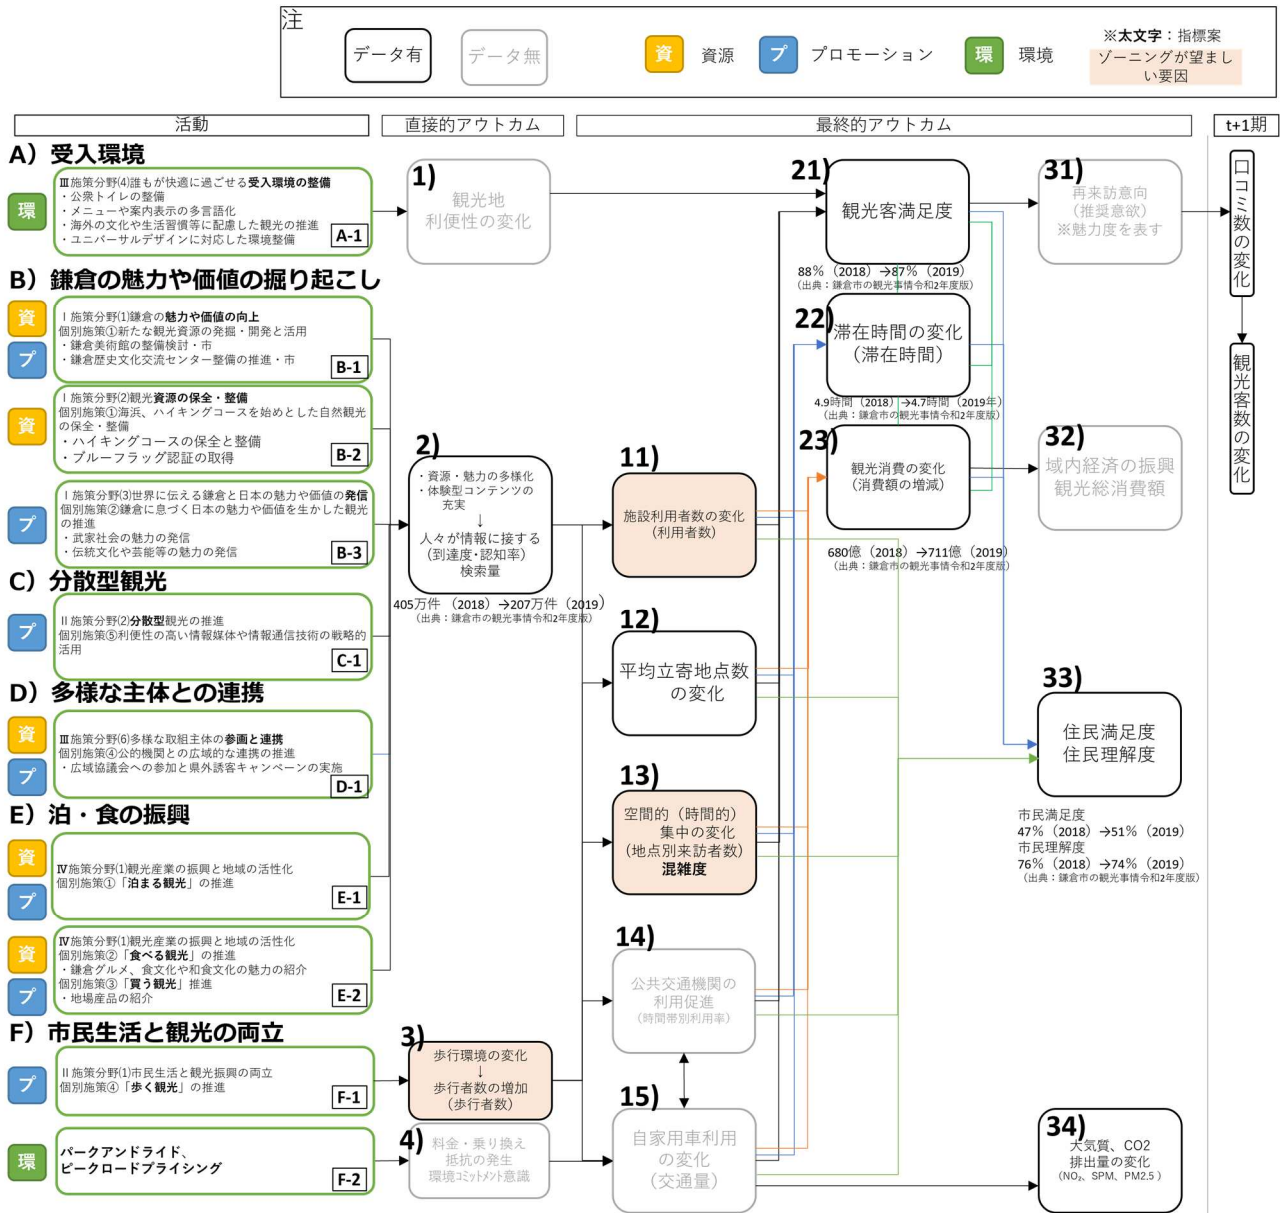 注
データ有
データ無
資
資源
プ
プロモーション
環
環境
※太文字：指標案
ゾーニングが望まし
い要因
活動
直接的アウトカム
最終的アウトカム
t+1期
A）受入環境
環
Ⅲ施策分野(4)誰もが快適に過ごせる受入環境の整備
・公衆トイレの整備
・メニューや案内表示の多言語化
・海外の文化や生活習慣等に配慮した観光の推進
・ユニバーサルデザインに対応した環境整備
A-1
B）鎌倉の魅力や価値の掘り起こし
資
プ
Ⅰ施策分野(1)鎌倉の魅力や価値の向上
個別施策①新たな観光資源の発掘・開発と活用
・鎌倉美術館の整備検討・市
・鎌倉歴史文化交流センター整備の推進・市
B-1
資
Ⅰ施策分野(2)観光資源の保全・整備
個別施策①海浜、ハイキングコースを始めとした自然観光
の保全・整備
・ハイキングコースの保全と整備
・ブルーフラッグ認証の取得
B-2
プ
Ⅰ施策分野(3)世界に伝える鎌倉と日本の魅力や価値の発信
個別施策②鎌倉に息づく日本の魅力や価値を生かした観光
の推進
・武家社会の魅力の発信
・伝統文化や芸能等の魅力の発信
B-3
C）分散型観光
プ
Ⅱ施策分野(2)分散型観光の推進
個別施策⑤利便性の高い情報媒体や情報通信技術の戦略的
活用
C-1
D）多様な主体との連携
資
プ
Ⅲ施策分野(6)多様な取組主体の参画と連携
個別施策④公的機関との広域的な連携の推進
・広域協議会への参加と県外誘客キャンペーンの実施
D-1
E）泊・食の振興
資
プ
Ⅳ施策分野(1)観光産業の振興と地域の活性化
個別施策①「泊まる観光」の推進
E-1
資
プ
Ⅳ施策分野(1)観光産業の振興と地域の活性化
個別施策②「食べる観光」の推進
・鎌倉グルメ、食文化や和食文化の魅力の紹介
個別施策③「買う観光」推進
・地場産品の紹介
E-2
F）市民生活と観光の両立
プ
Ⅱ施策分野(1)市民生活と観光振興の両立
個別施策④「歩く観光」の推進
F-1
環
パークアンドライド、
ピークロードプライシング
F-2
1)
観光地
利便性の変化
2)
・資源・魅力の多様化
・体験型コンテンツの
充実
↓
人々が情報に接する
(到達度・認知率)
検索量
405万件（2018）→207万件（2019）
（出典：鎌倉市の観光事情令和2年度版）
3)
歩行環境の変化
↓
歩行者数の増加
(歩行者数)
4)
料金・乗り換え
抵抗の発生
環境コミットメント意識
11)
施設利用者数の変化
(利用者数)
12)
平均立寄地点数
の変化
13)
空間的（時間的）
集中の変化
(地点別来訪者数)
混雑度
14)
公共交通機関の
利用促進
(時間帯別利用率)
15)
自家用車利用
の変化
(交通量)
21)
観光客満足度
88%（2018）→87%（2019）
（出典：鎌倉市の観光事情令和2年度版）
22)
滞在時間の変化
(滞在時間)
4.9時間（2018）→4.7時間（2019年）
（出典：鎌倉市の観光事情令和2年度版）
23)
観光消費の変化
(消費額の増減)
680億（2018）→711億（2019）
（出典：鎌倉市の観光事情令和2年度版）
31)
再来訪意向
(推奨意欲)
※魅力度を表す
32)
域内経済の振興
観光総消費額
33)
住民満足度
住民理解度
市民満足度
47%（2018）→51%（2019）
市民理解度
76%（2018）→74%（2019）
（出典：鎌倉市の観光事情令和2年度版）
34)
大気質、CO2
排出量の変化
(NO₂、SPM、PM2.5 )
口コミ数の変化
観光客数の変化